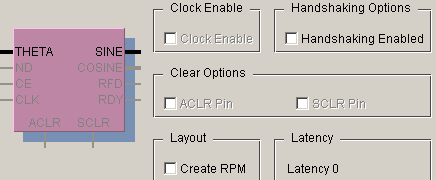 Clock Enable
Handshaking Options
Clock Enable
Handshaking Enabled
THETA SINE
ND COSINE
CE RFD
CLK RDY
ACLR SCLR
Clear Options
ACLR Pin
SCLR Pin
Layout
Latency
Create RPM
Latency 0